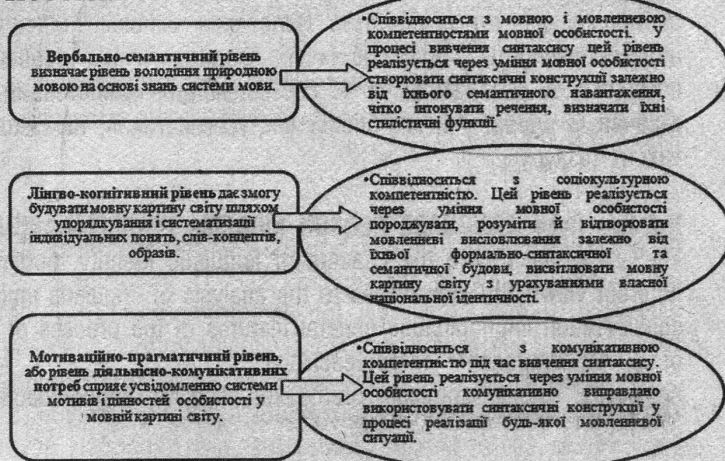 Вербально-семантичний рівень
визначає рівень володіння природною
мовою на основі знань системи мови.
•Співвідноситься з мовною і мовленнєвою
компетентностями мовної особистості. У
процесі вивчення синтаксису цей рівень
реалізується через уміння мовної особистості
створювати синтаксичні конструкції залежно
від їхнього семантичного навантаження,
чітко інтонувати речення, визначати їхні
стилістичні функції.
Лінгво-когнітивний рівень дає змогу
будувати мовну картину світу шляхом
упорядкування і систематизації
індивідуальних понять, слів-концептів,
образів.
•Співвідноситься з соціокультурною
компетентністю. Цей рівень реалізується
через уміння мовної особистості
породжувати, розуміти й відтворювати
мовленнєві висловлювання залежно від
їхньої формально-синтаксичної та
семантичної будови, висвітлювати мовну
картину світу з урахуваннями власної
національної ідентичності.
Мотиваційно-прагматичний рівень,
або рівень діяльнісно-комунікативних
потреб сприяє усвідомленню системи
мотивів і цінностей особистості у
мовній картині світу.
•Співвідноситься з комунікативною
компетентністю під час вивчення синтаксису.
Цей рівень реалізується через уміння мовної
особистості комунікативно виправдано
використовувати синтаксичні конструкції у
процесі реалізації будь-якої мовленнєвої
ситуації.